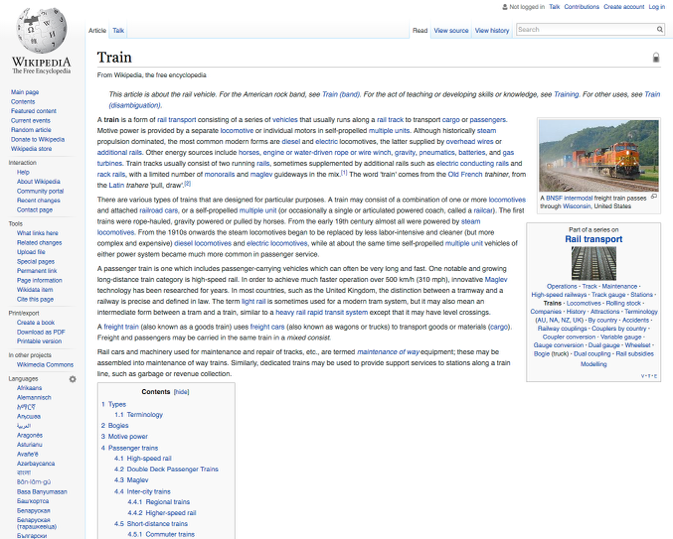 Not logged in Talk Contributions Create account Log in
Article Talk
Read View source View history
Search
WIKIPEDIA
The Free Encyclopedia
Main page
Contents
Featured content
Current events
Random article
Donate to Wikipedia
Wikipedia store
Interaction
Help
About Wikipedia
Community portal
Recent changes
Contact page
Tools
What links here
Related changes
Upload file
Special pages
Permanent link
Page information
Wikidata item
Cite this page
Print/export
Create a book
Download as PDF
Printable version
In other projects
Wikimedia Commons
Languages
Afrikaans
Alemannisch
አማርኛ
Аҧсшәа
العربية
Aragonés
Asturianu
Avañe'ẽ
Azərbaycanca
বাংলা
Bân-lâm-gú
Basa Banyumasan
Башҡортса
Беларуская
Беларуская
(тарашкевіца)
Български
Train
From Wikipedia, the free encyclopedia
This article is about the rail vehicle. For the American rock band, see Train (band). For the act of teaching or developing skills or knowledge, see Training. For other uses, see Train
(disambiguation).
A train is a form of rail transport consisting of a series of vehicles that usually runs along a rail track to transport cargo or passengers.
Motive power is provided by a separate locomotive or individual motors in self-propelled multiple units. Although historically steam
propulsion dominated, the most common modern forms are diesel and electric locomotives, the latter supplied by overhead wires or
additional rails. Other energy sources include horses, engine or water-driven rope or wire winch, gravity, pneumatics, batteries, and gas
turbines. Train tracks usually consist of two running rails, sometimes supplemented by additional rails such as electric conducting rails and
rack rails, with a limited number of monorails and maglev guideways in the mix.[1] The word 'train' comes from the Old French trahiner, from
the Latin trahere 'pull, draw'.[2]
There are various types of trains that are designed for particular purposes. A train may consist of a combination of one or more locomotives
and attached railroad cars, or a self-propelled multiple unit (or occasionally a single or articulated powered coach, called a railcar). The first
trains were rope-hauled, gravity powered or pulled by horses. From the early 19th century almost all were powered by steam
locomotives. From the 1910s onwards the steam locomotives began to be replaced by less labor-intensive and cleaner (but more
complex and expensive) diesel locomotives and electric locomotives, while at about the same time self-propelled multiple unit vehicles of
either power system became much more common in passenger service.
A passenger train is one which includes passenger-carrying vehicles which can often be very long and fast. One notable and growing
long-distance train category is high-speed rail. In order to achieve much faster operation over 500 km/h (310 mph), innovative Maglev
technology has been researched for years. In most countries, such as the United Kingdom, the distinction between a tramway and a
railway is precise and defined in law. The term light rail is sometimes used for a modern tram system, but it may also mean an
intermediate form between a tram and a train, similar to a heavy rail rapid transit system except that it may have level crossings.
A freight train (also known as a goods train) uses freight cars (also known as wagons or trucks) to transport goods or materials (cargo).
Freight and passengers may be carried in the same train in a mixed consist.
Rail cars and machinery used for maintenance and repair of tracks, etc., are termed maintenance of way equipment; these may be
assembled into maintenance of way trains. Similarly, dedicated trains may be used to provide support services to stations along a train
line, such as garbage or revenue collection.
A BNSF intermodal freight train passes
through Wisconsin, United States
Part of a series on
Rail transport
Operations · Track · Maintenance ·
High-speed railways · Track gauge · Stations ·
Trains · Locomotives · Rolling stock ·
Companies · History · Attractions · Terminology
(AU, NA, NZ, UK) · By country · Accidents ·
Railway couplings · Couplers by country ·
Coupler conversion · Variable gauge ·
Gauge conversion · Dual gauge · Wheelset ·
Bogie (truck) · Dual coupling · Rail subsidies
Modelling
V · T · E
Contents [hide]
1 Types
1.1 Terminology
2 Bogies
3 Motive power
4 Passenger trains
4.1 High-speed rail
4.2 Double Deck Passenger Trains
4.3 Maglev
4.4 Inter-city trains
4.4.1 Regional trains
4.4.2 Higher-speed rail
4.5 Short-distance trains
4.5.1 Commuter trains